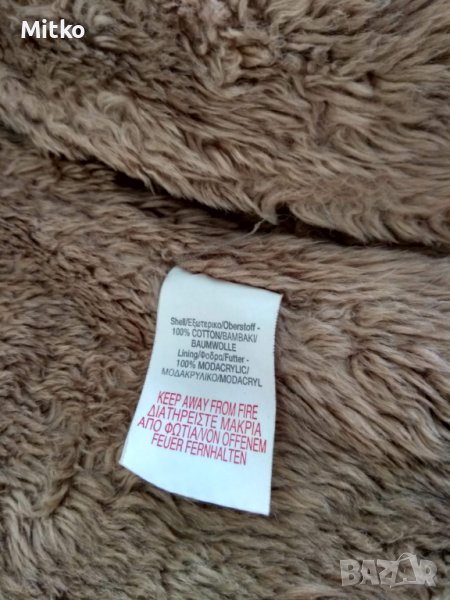 Mitko
Shell/Εξωτερικο/Oberstoff -
100% COTTON/BAMBAKI/
BAUMWOLLE
Lining/Φοδρα/Futter -
100% MODACRYLIC/
ΜΟΔΑΚΡΥΛΙΚΟ/MODACRYL
KEEP AWAY FROM FIRE
ΔΙΑΤΗΡΕΙΣΤΕ ΜΑΚΡΙΑ
ΑΠΟ ΦΩΤΙΑ/VON OFFENEM
FEUER FERNHALTEN
BAZAR